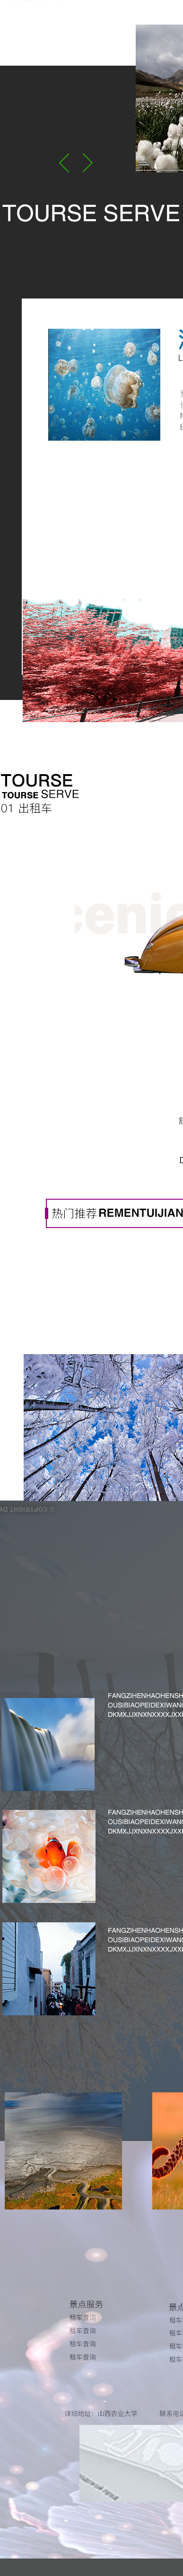 TOURSE SERVE
L
TOURSE
TOURSE SERVE
01 出租车
cenic
热门推荐 REMENTUIJIAN
© COPYRIGHT
FANGZIHENHAOHENSH
OUSIBIAOPEIDEXIWANG
DKMXJJXNXNXXXXJXX
FANGZIHENHAOHENSH
OUSIBIAOPEIDEXIWANG
DKMXJJXNXNXXXXJXX
FANGZIHENHAOHENSH
OUSIBIAOPEIDEXIWANG
DKMXJJXNXNXXXXJXX
景点服务
租车查询
租车查询
租车查询
租车查询
景点
租车
租车
租车
租车
详细地址：山西农业大学
联系电话